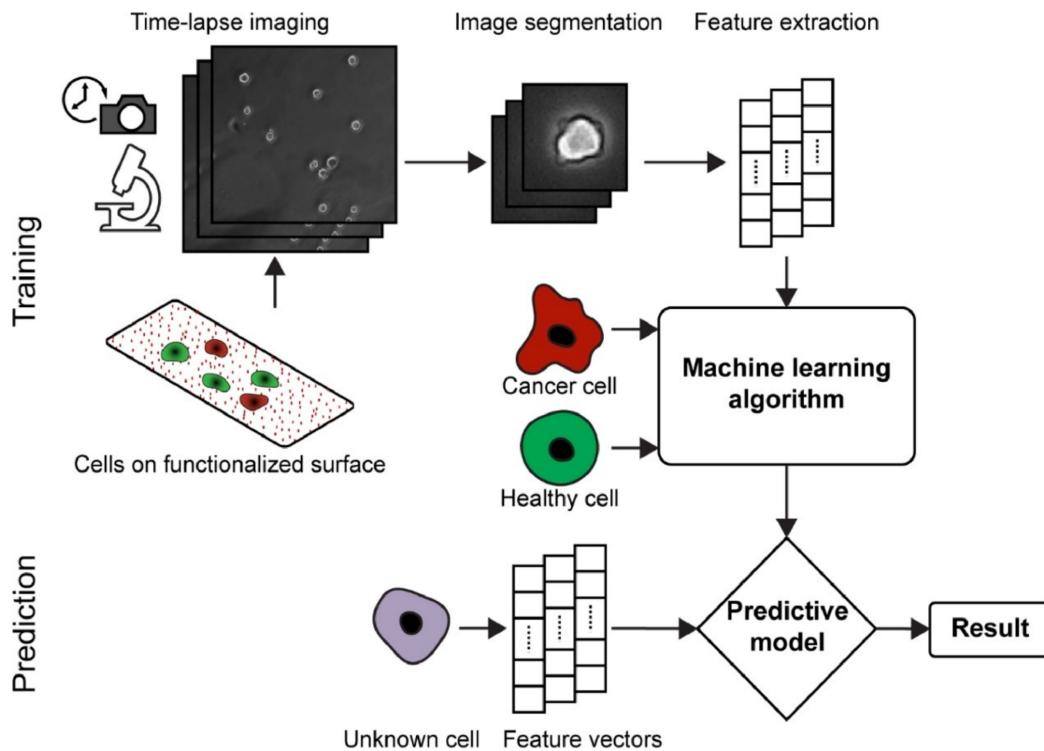 Time-lapse imaging
Image segmentation
Feature extraction
Training
Cells on functionalized surface
Cancer cell
Healthy cell
Machine learning
algorithm
Prediction
Unknown cell
Feature vectors
Predictive
model
Result